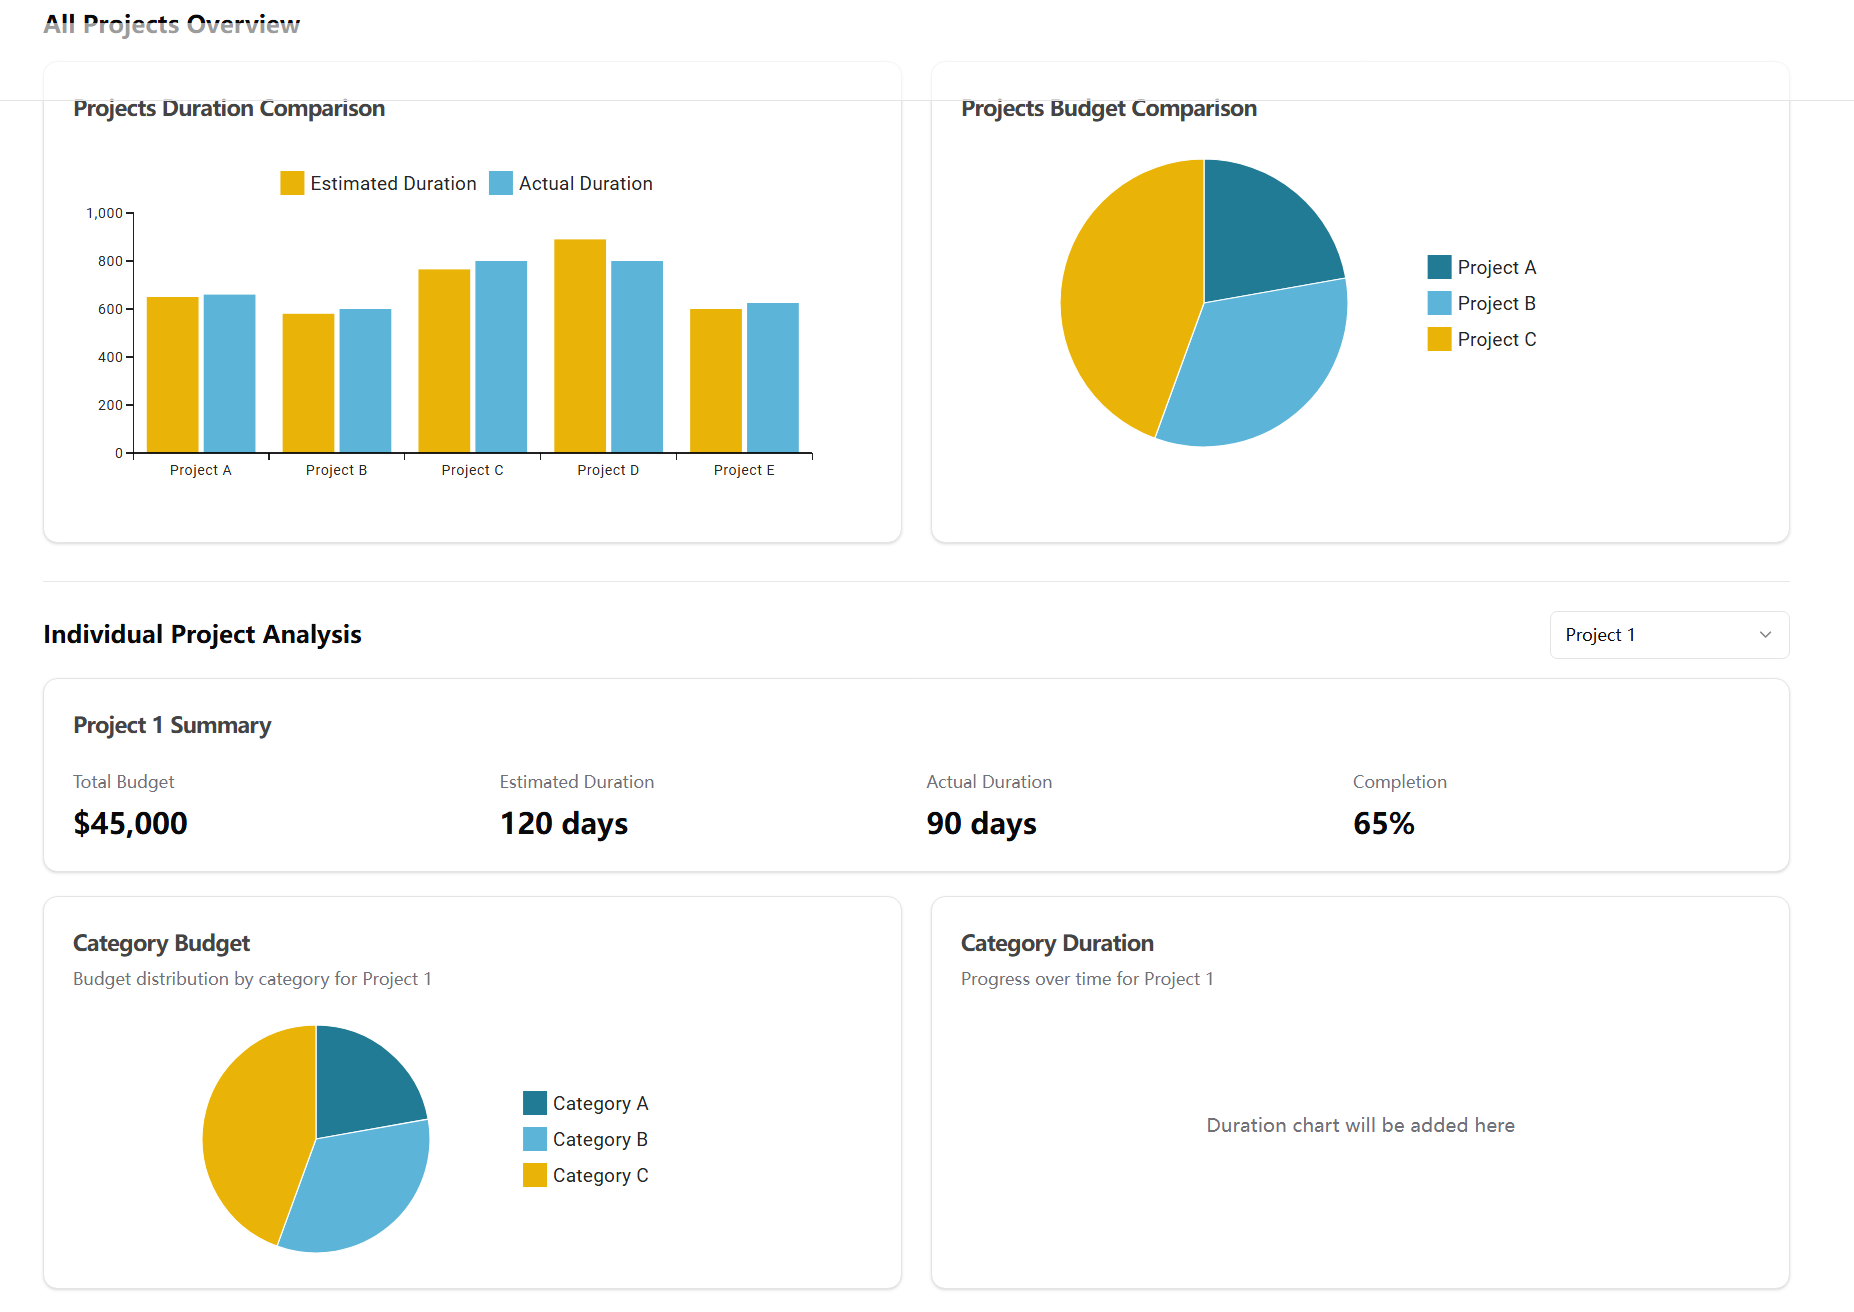 All Projects Overview
Projects Duration Comparison
Estimated Duration Actual Duration
1,000
800
600
400
200
0
Project A Project B Project C Project D Project E
Projects Budget Comparison
Project A
Project B
Project C
Individual Project Analysis
Project 1
Project 1 Summary
Total Budget
$45,000
Estimated Duration
120 days
Actual Duration
90 days
Completion
65%
Category Budget
Budget distribution by category for Project 1
Category A
Category B
Category C
Category Duration
Progress over time for Project 1
Duration chart will be added here